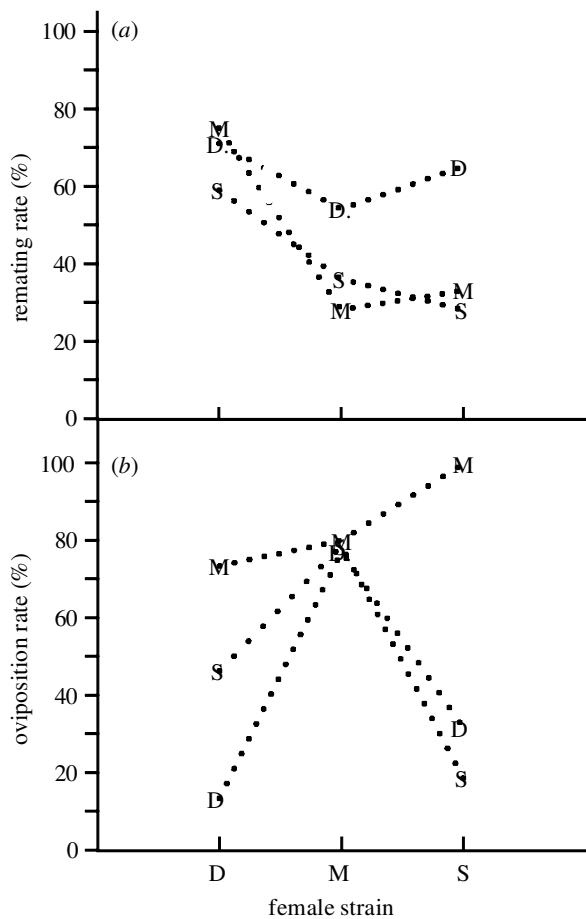 (a)
100
80
60
40
20
0
remating rate (%)
M
D.
S
D.
S
M
D
M
S
(b)
100
80
60
40
20
0
oviposition rate (%)
M
S
D
M
D
M
D
S
D M S
female strain